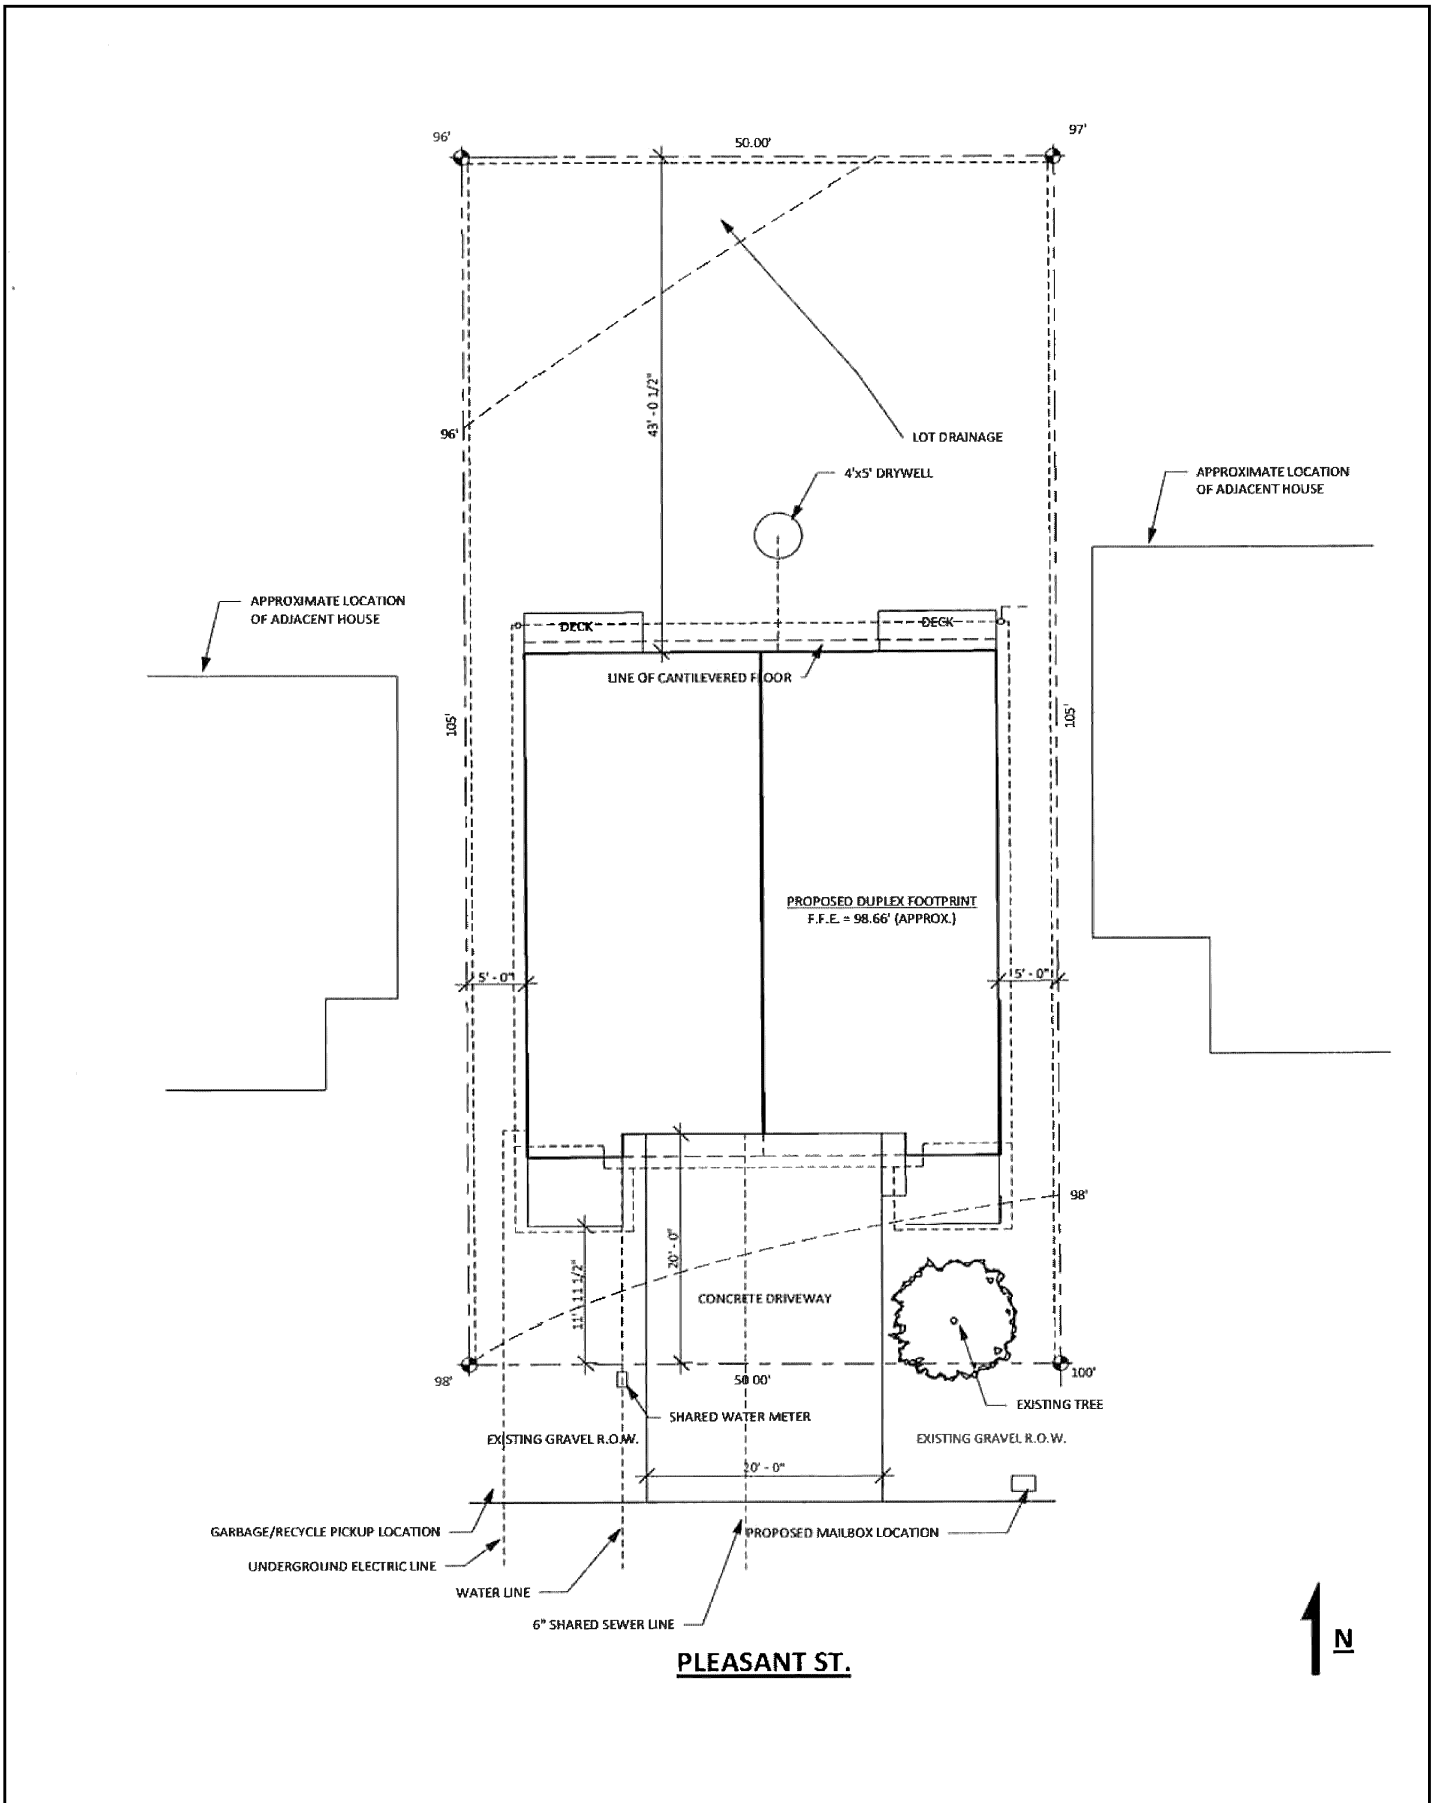 96'
50.00'
97'
43' - 0 1/2"
96'
LOT DRAINAGE
4'x5' DRYWELL
APPROXIMATE LOCATION
OF ADJACENT HOUSE
APPROXIMATE LOCATION
OF ADJACENT HOUSE
DECK
DECK
LINE OF CANTILEVERED FLOOR
105'
105'
PROPOSED DUPLEX FOOTPRINT
F.F.E. = 98.66' (APPROX.)
5' - 0"
5' - 0"
98'
20' - 0"
11' - 11 1/2"
CONCRETE DRIVEWAY
98'
50.00'
100'
EXISTING TREE
SHARED WATER METER
EXISTING GRAVEL R.O.W.
EXISTING GRAVEL R.O.W.
20' - 0"
GARBAGE/RECYCLE PICKUP LOCATION
PROPOSED MAILBOX LOCATION
UNDERGROUND ELECTRIC LINE
WATER LINE
6" SHARED SEWER LINE
PLEASANT ST.
N